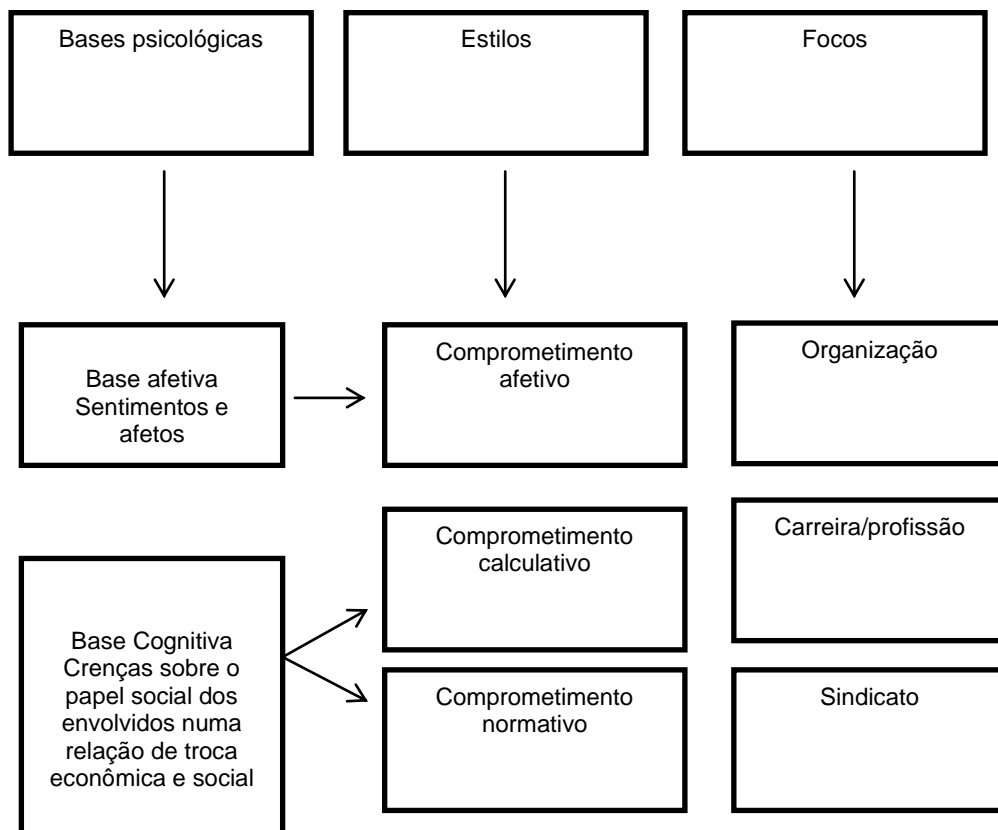 Bases psicológicas
Estilos
Focos
Base afetiva
Sentimentos e
afetos
Comprometimento
afetivo
Organização
Comprometimento
calculativo
Carreira/profissão
Base Cognitiva
Crenças sobre o
papel social dos
envolvidos numa
relação de troca
econômica e social
Comprometimento
normativo
Sindicato